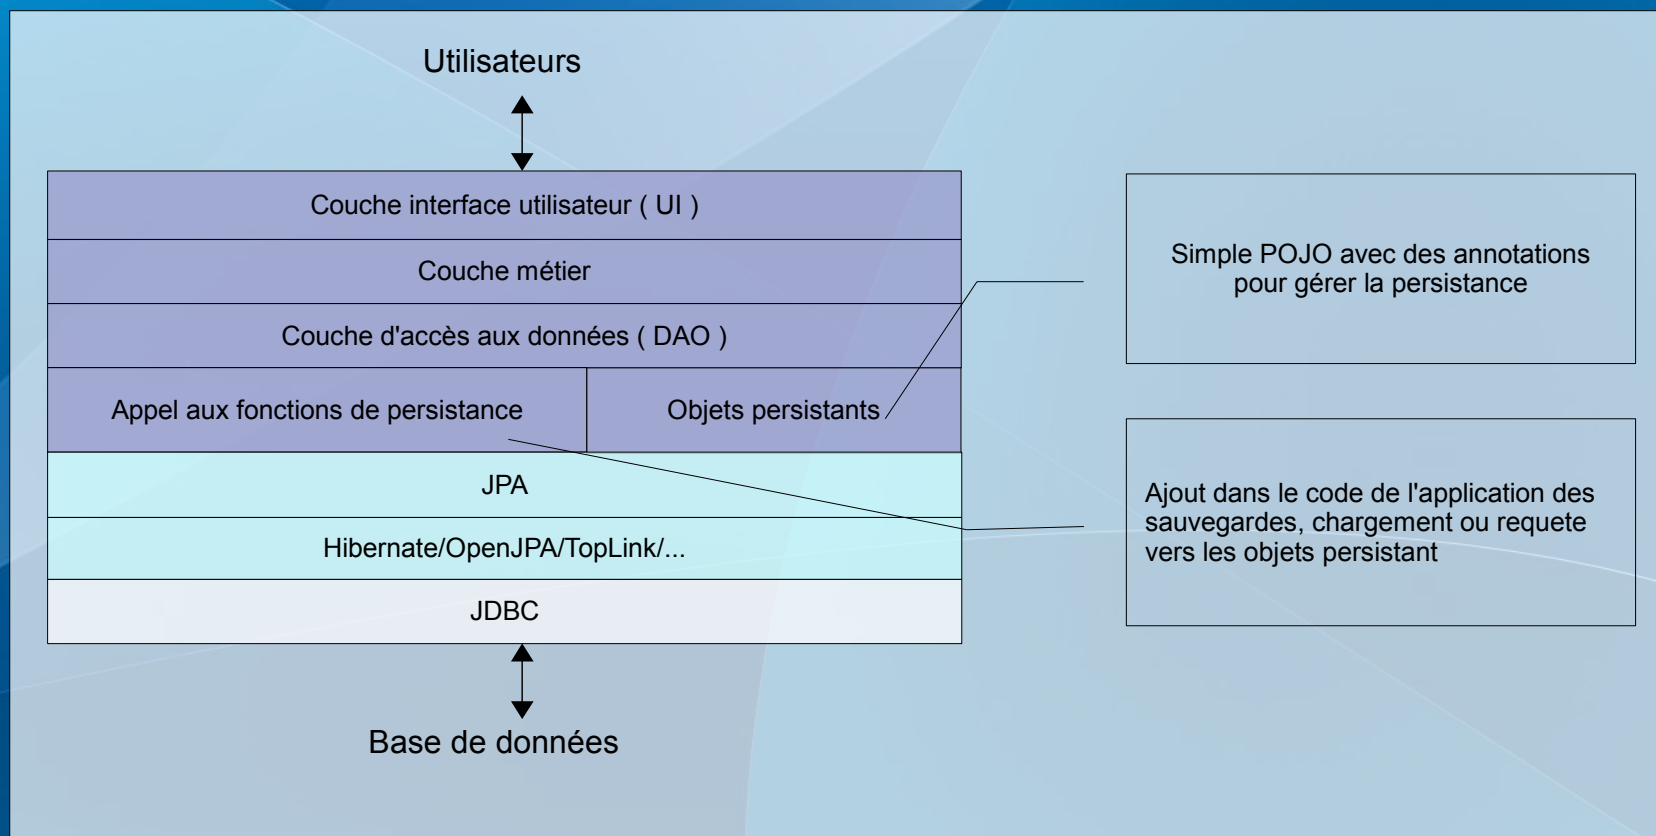 Utilisateurs
Couche interface utilisateur ( UI )
Couche métier
Couche d'accès aux données ( DAO )
Appel aux fonctions de persistance
Objets persistants
JPA
Hibernate/OpenJPA/TopLink/...
JDBC
Base de données
Simple POJO avec des annotations
pour gérer la persistance
Ajout dans le code de l'application des
sauvegardes, chargement ou requete
vers les objets persistant